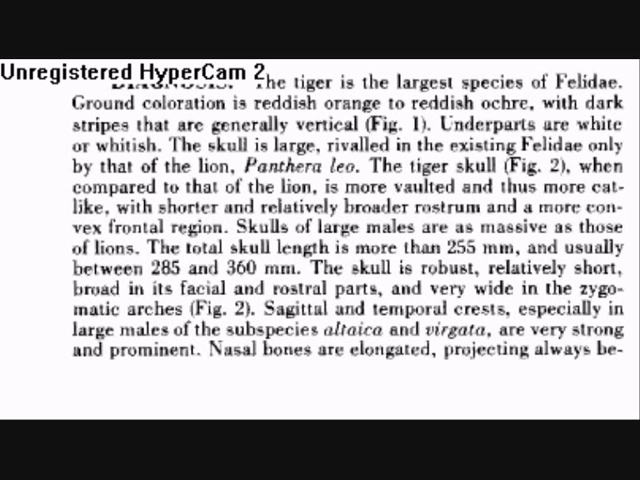 Unregistered HyperCam 2
DIAGNOSIS. The tiger is the largest species of Felidae.
Ground coloration is reddish orange to reddish ochre, with dark
stripes that are generally vertical (Fig. 1). Underparts are white
or whitish. The skull is large, rivalled in the existing Felidae only
by that of the lion, Panthera leo. The tiger skull (Fig. 2), when
compared to that of the lion, is more vaulted and thus more cat-
like, with shorter and relatively broader rostrum and a more con-
vex frontal region. Skulls of large males are as massive as those
of lions. The total skull length is more than 255 mm, and usually
between 285 and 360 mm. The skull is robust, relatively short,
broad in its facial and rostral parts, and very wide in the zygo-
matic arches (Fig. 2). Sagittal and temporal crests, especially in
large males of the subspecies altaica and virgata, are very strong
and prominent. Nasal bones are elongated, projecting always be-